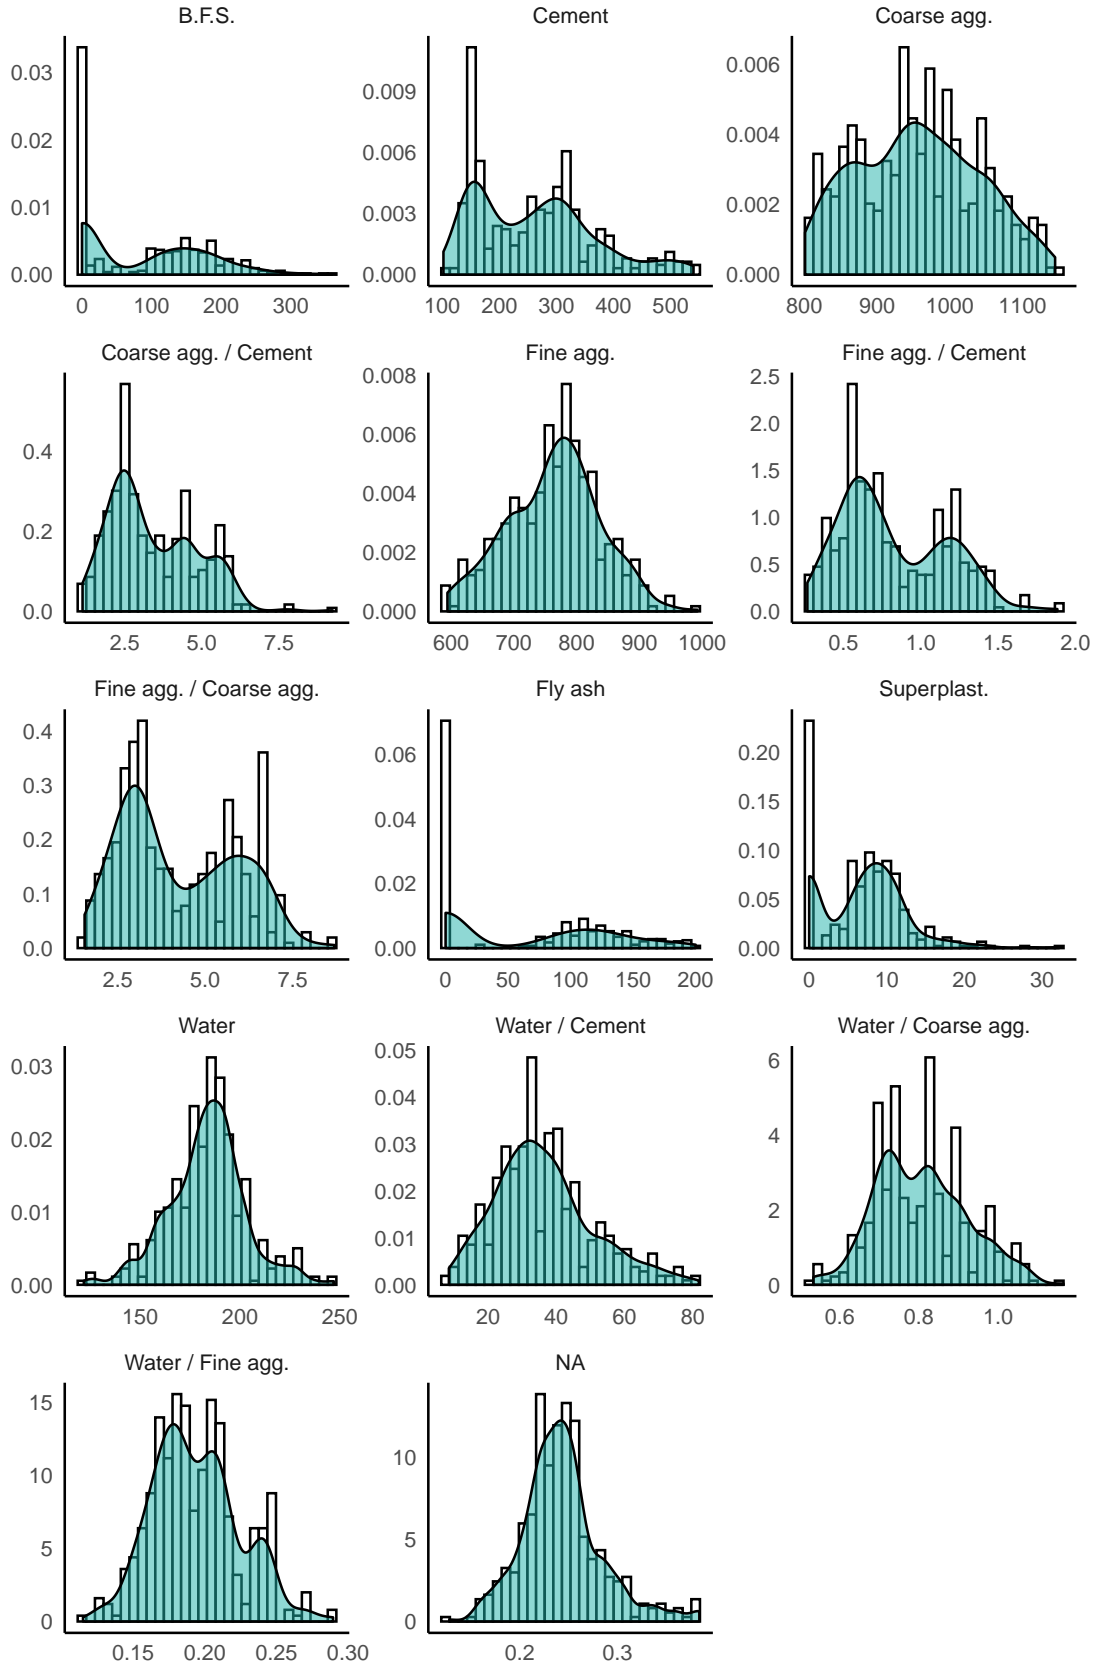 B.F.S.
0.03
0.02
0.01
0.00
0 100 200 300
Cement
0.009
0.006
0.003
0.000
100 200 300 400 500
Coarse agg.
0.006
0.004
0.002
0.000
800 900 1000 1100
Coarse agg. / Cement
0.4
0.2
0.0
2.5 5.0 7.5
Fine agg.
0.008
0.006
0.004
0.002
0.000
600 700 800 900 1000
Fine agg. / Cement
2.5
2.0
1.5
1.0
0.5
0.0
0.5 1.0 1.5 2.0
Fine agg. / Coarse agg.
0.4
0.3
0.2
0.1
0.0
2.5 5.0 7.5
Fly ash
0.06
0.04
0.02
0.00
0 50 100 150 200
Superplast.
0.20
0.15
0.10
0.05
0.00
0 10 20 30
Water
0.03
0.02
0.01
0.00
150 200 250
Water / Cement
0.05
0.04
0.03
0.02
0.01
0.00
20 40 60 80
Water / Coarse agg.
6
4
2
0
0.6 0.8 1.0
Water / Fine agg.
15
10
5
0
0.15 0.20 0.25 0.30
NA
10
5
0
0.2 0.3